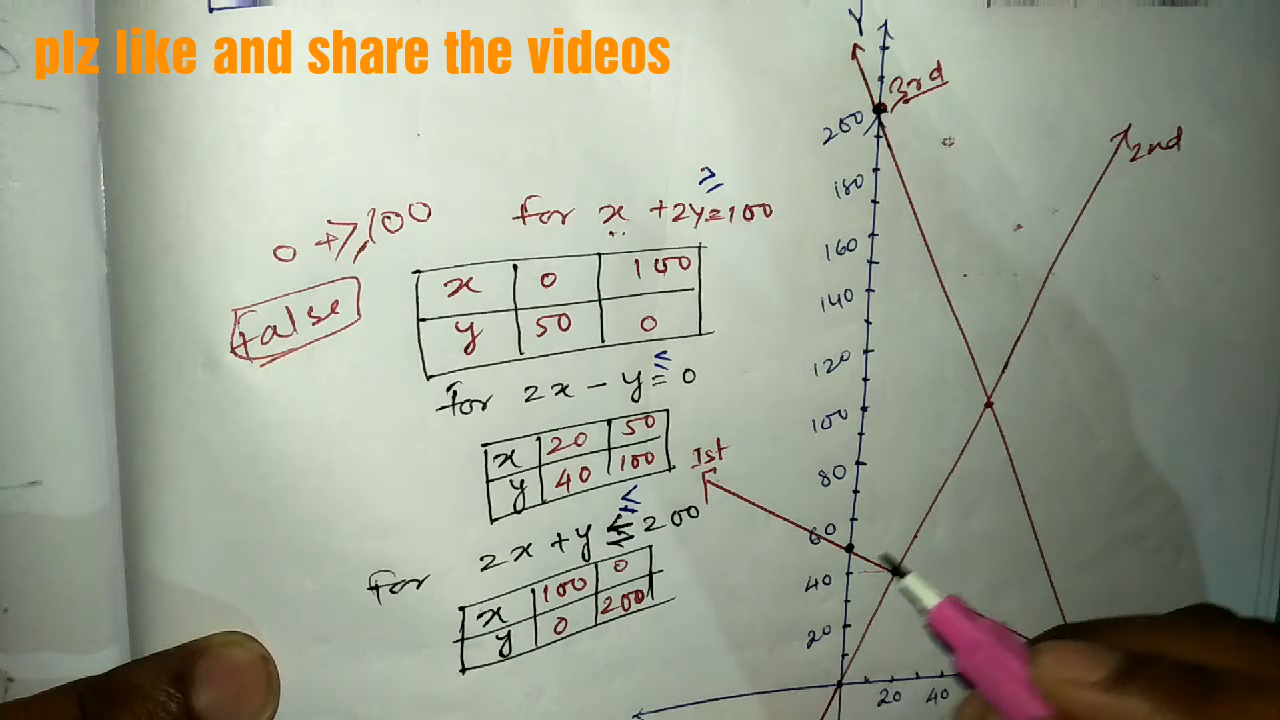 plz like and share the videos
Y
3rd
200
2nd
180
≥
for x + 2y = 100
0 ≥ 100
160
x 0 100
false
140
y 50 0
≤
for 2x - y = 0
120
x 20 50
100
y 40 100
Ist
80
≤
2x + y ≤ 200
60
for
x 100 0
40
y 0 200
20
20 40